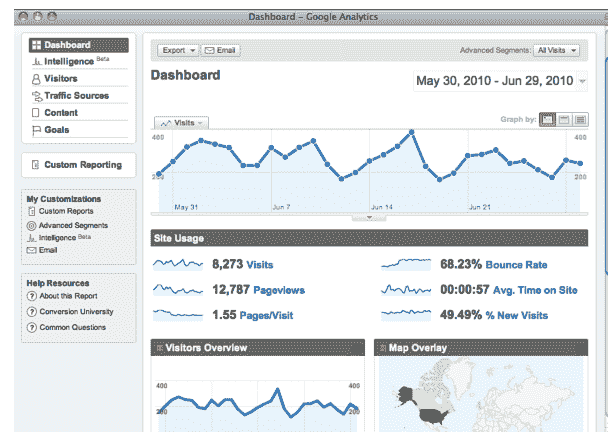 Dashboard – Google Analytics
Dashboard
Intelligence Beta
Visitors
Traffic Sources
Content
Goals
Custom Reporting
My Customizations
Custom Reports
Advanced Segments
Intelligence Beta
Email
Help Resources
About this Report
Conversion University
Common Questions
Export Email Advanced Segments: All Visits
Dashboard
May 30, 2010 - Jun 29, 2010
Visits Graph by:
400 400
200 200
May 31 Jun 7 Jun 14 Jun 21
Site Usage
8,273 Visits 68.23% Bounce Rate
12,787 Pageviews 00:00:57 Avg. Time on Site
1.55 Pages/Visit 49.49% % New Visits
Visitors Overview Map Overlay
400 400
200 200